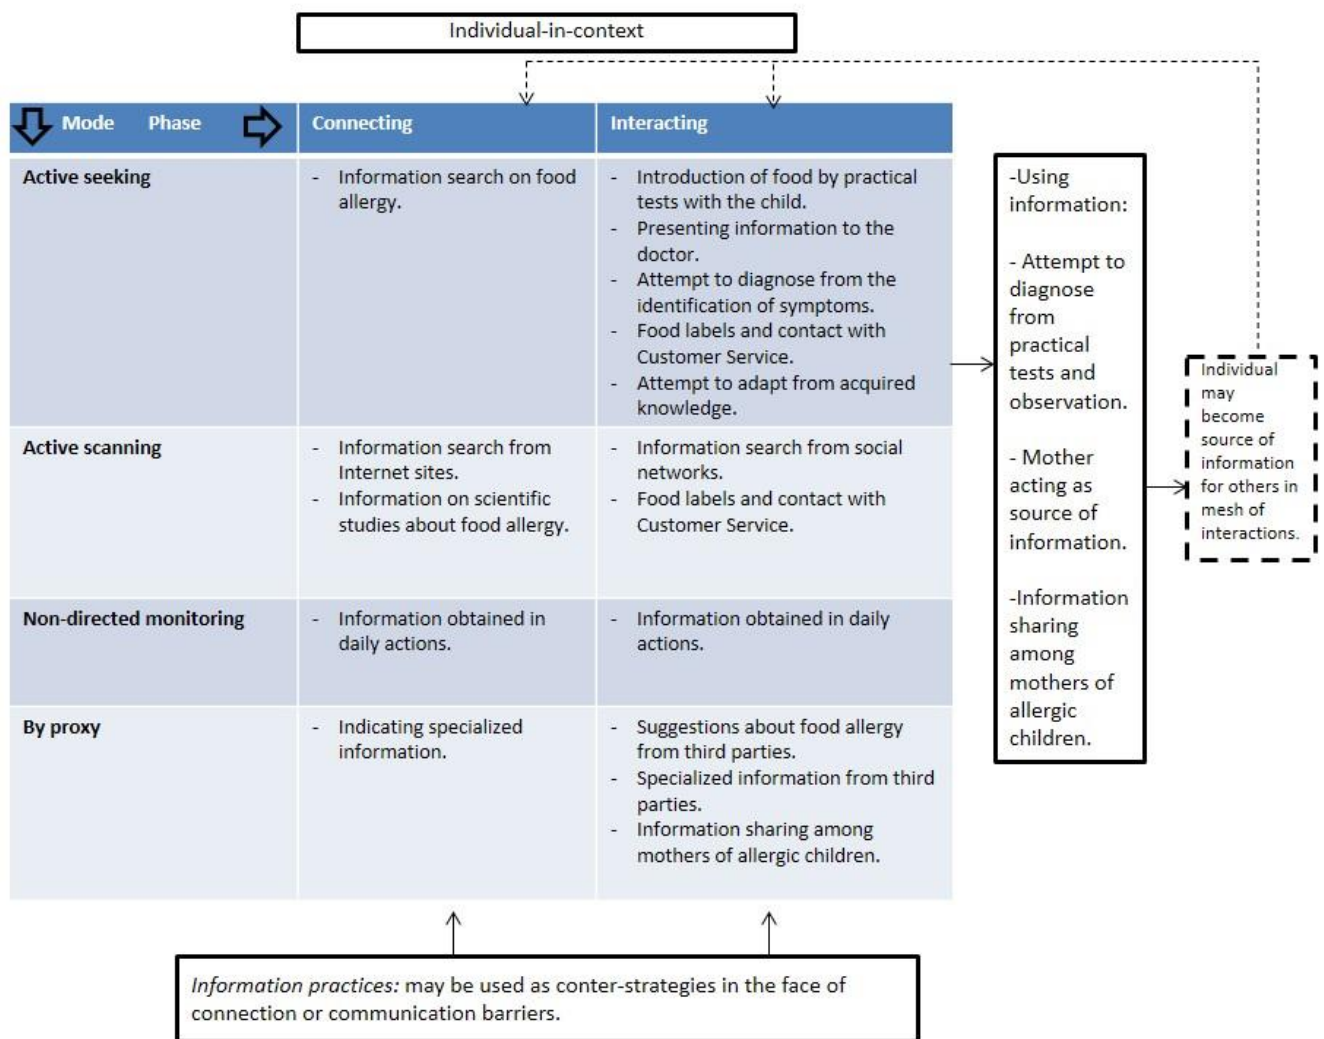 Individual-in-context
Mode Phase
Connecting
Interacting
Active seeking
- Information search on food
allergy.
- Introduction of food by practical
tests with the child.
- Presenting information to the
doctor.
- Attempt to diagnose from the
identification of symptoms.
- Food labels and contact with
Customer Service.
- Attempt to adapt from acquired
knowledge.
Active scanning
- Information search from
Internet sites.
- Information on scientific
studies about food allergy.
- Information search from social
networks.
- Food labels and contact with
Customer Service.
Non-directed monitoring
- Information obtained in
daily actions.
- Information obtained in daily
actions.
By proxy
- Indicating specialized
information.
- Suggestions about food allergy
from third parties.
- Specialized information from third
parties.
- Information sharing among
mothers of allergic children.
-Using
information:
- Attempt to
diagnose
from
practical
tests and
observation.
- Mother
acting as
source of
information.
-Information
sharing
among
mothers of
allergic
children.
Individual
may
become
source of
information
for others in
mesh of
interactions.
Information practices: may be used as conter-strategies in the face of
connection or communication barriers.